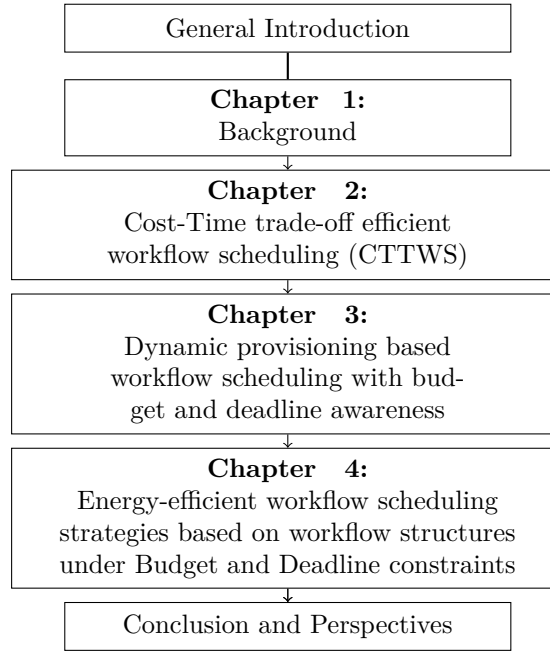 General Introduction
Chapter 1:
Background
Chapter 2:
Cost-Time trade-off efficient
workflow scheduling (CTTWS)
Chapter 3:
Dynamic provisioning based
workflow scheduling with bud-
get and deadline awareness
Chapter 4:
Energy-efficient workflow scheduling
strategies based on workflow structures
under Budget and Deadline constraints
Conclusion and Perspectives